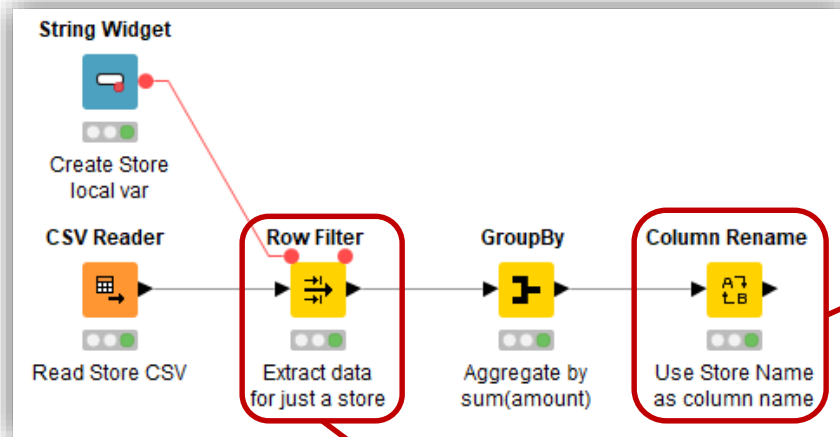 String Widget
Create Store
local var
CSV Reader
Row Filter
GroupBy
Column Rename
A
B
Read Store CSV
Extract data
for just a store
Aggregate by
sum(amount)
Use Store Name
as column name